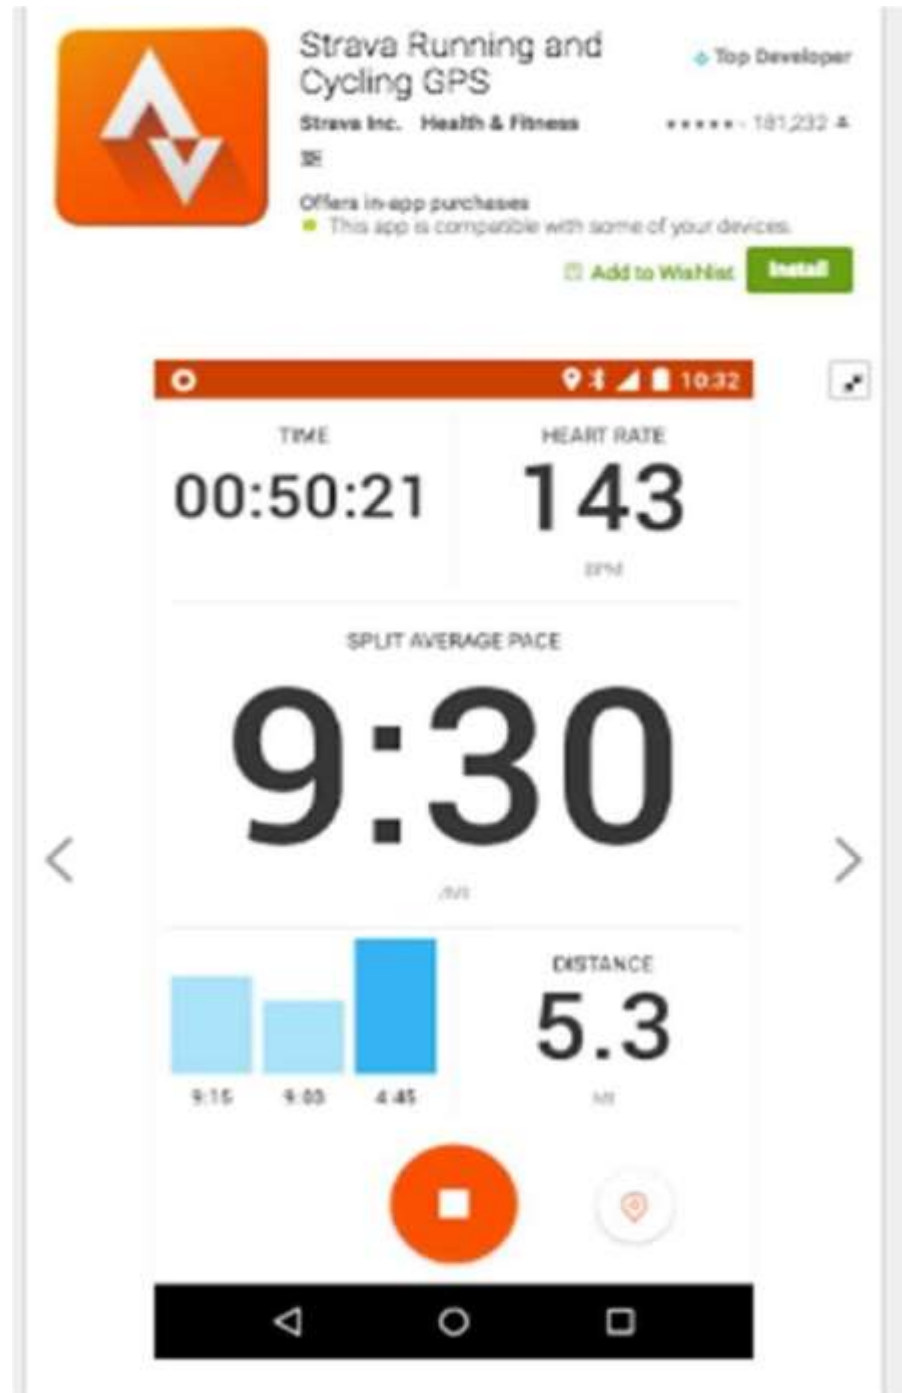 Strava Running and
Cycling GPS
Top Developer
Strava Inc. Health & Fitness
181,232
Offers in-app purchases
This app is compatible with some of your devices.
Add to Wishlist
Install
10:32
TIME
HEART RATE
00:50:21
143
BPM
SPLIT AVERAGE PACE
9:30
/MI
DISTANCE
5.3
MI
9:15 4:45